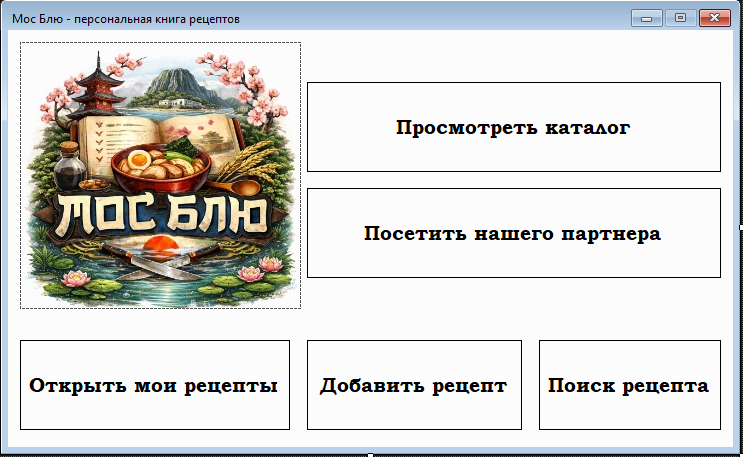 Мос Блю - персональная книга рецептов
Просмотреть каталог
МОС БЛЮ
Посетить нашего партнера
Открыть мои рецепты
Добавить рецепт
Поиск рецепта